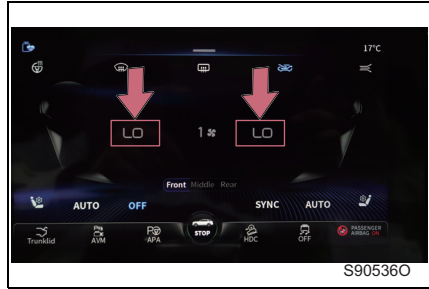 17°C
LO
1
LO
Front Middle Rear
AUTO
OFF
SYNC
AUTO
Trunklid
AVM
APA
STOP
HDC
OFF
PASSENGER
AIRBAG ON
S90536O